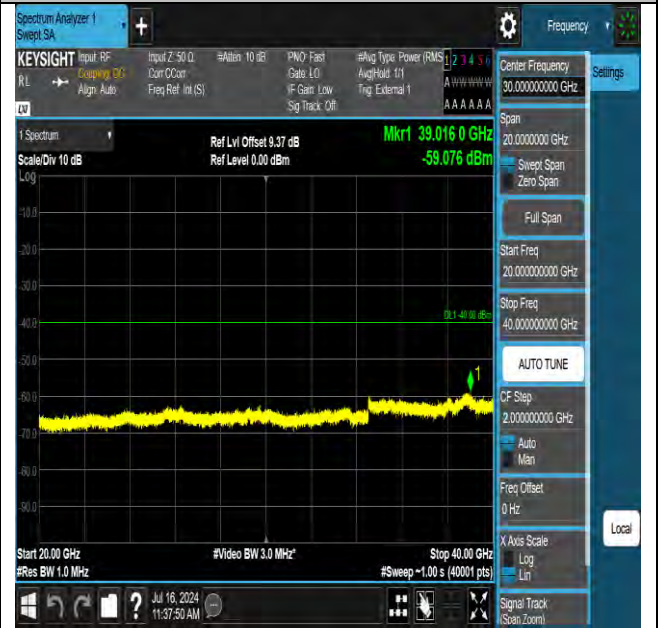 Spectrum Analyzer 1
Swept SA
+
Frequency
KEYSIGHT
RL
Input: RF
Coupling: DC
Align: Auto
Input Z: 50 Ω
Corr CCorr
Freq Ref: Int (S)
#Atten: 10 dB
PNO: Fast
Gate: LO
IF Gain: Low
Sig Track: Off
#Avg Type: Power (RMS
Avg|Hold: 1/1
Trig: External 1
1 2 3 4 5 6
A W W W W W
A A A A A A
LW
1 Spectrum
Scale/Div 10 dB
Log
Ref Lvl Offset 9.37 dB
Ref Level 0.00 dBm
Mkr1 39.016 0 GHz
-59.076 dBm
-10.0
-20.0
-30.0
-40.0
-50.0
-60.0
-70.0
-80.0
-90.0
DL1 -40.00 dBm
1
Start 20.00 GHz
#Res BW 1.0 MHz
#Video BW 3.0 MHz*
Stop 40.00 GHz
#Sweep ~1.00 s (40001 pts)
Jul 16, 2024
11:37:50 AM
?
Center Frequency
30.000000000 GHz
Settings
Span
20.0000000 GHz
Swept Span
Zero Span
Full Span
Start Freq
20.000000000 GHz
Stop Freq
40.000000000 GHz
AUTO TUNE
CF Step
2.000000000 GHz
Auto
Man
Freq Offset
0 Hz
X Axis Scale
Log
Lin
Local
Signal Track
(Span Zoom)